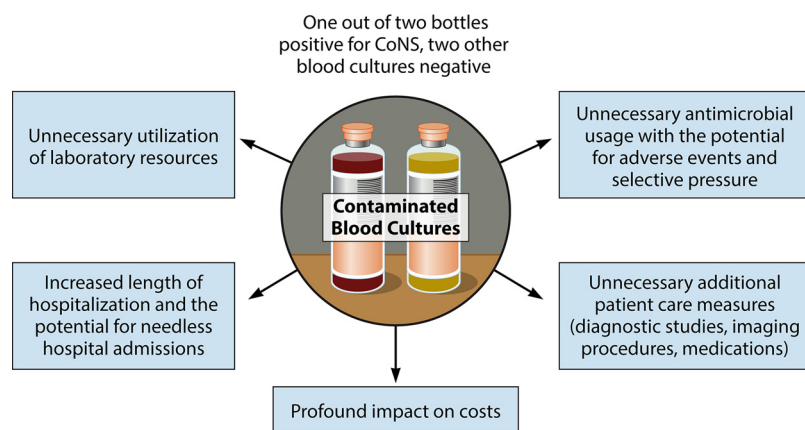 One out of two bottles
positive for CoNS, two other
blood cultures negative
Unnecessary utilization
of laboratory resources
Unnecessary antimicrobial
usage with the potential
for adverse events and
selective pressure
Contaminated
Blood Cultures
Increased length of
hospitalization and the
potential for needless
hospital admissions
Unnecessary additional
patient care measures
(diagnostic studies, imaging
procedures, medications)
Profound impact on costs